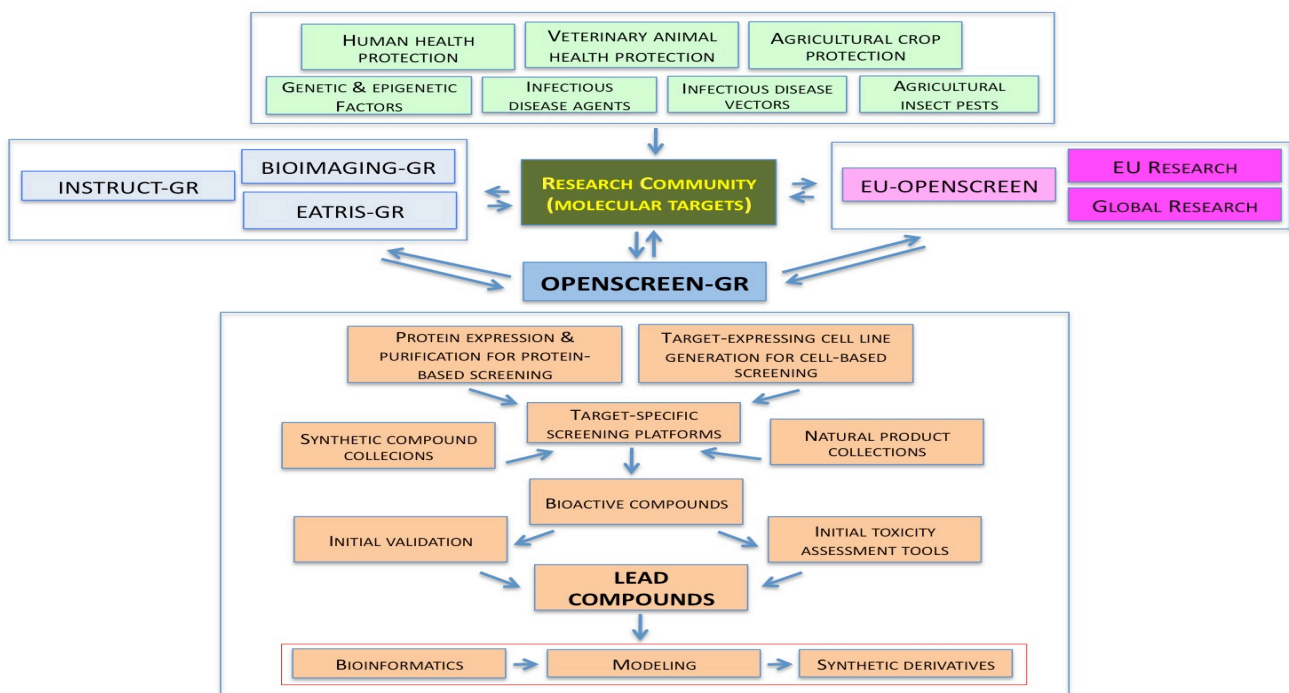 HUMAN HEALTH
PROTECTION
VETERINARY ANIMAL
HEALTH PROTECTION
AGRICULTURAL CROP
PROTECTION
GENETIC & EPIGENETIC
FACTORS
INFECTIOUS
DISEASE AGENTS
INFECTIOUS DISEASE
VECTORS
AGRICULTURAL
INSECT PESTS
INSTRUCT-GR
BIOIMAGING-GR
EATRIS-GR
RESEARCH COMMUNITY
(MOLECULAR TARGETS)
EU-OPENSCREEN
EU RESEARCH
GLOBAL RESEARCH
OPENSCREEN-GR
PROTEIN EXPRESSION &
PURIFICATION FOR PROTEIN-
BASED SCREENING
TARGET-EXPRESSING CELL LINE
GENERATION FOR CELL-BASED
SCREENING
TARGET-SPECIFIC
SCREENING PLATFORMS
SYNTHETIC COMPOUND
COLLECIONS
NATURAL PRODUCT
COLLECTIONS
BIOACTIVE COMPOUNDS
INITIAL VALIDATION
INITIAL TOXICITY
ASSESSMENT TOOLS
LEAD
COMPOUNDS
BIOINFORMATICS
MODELING
SYNTHETIC DERIVATIVES